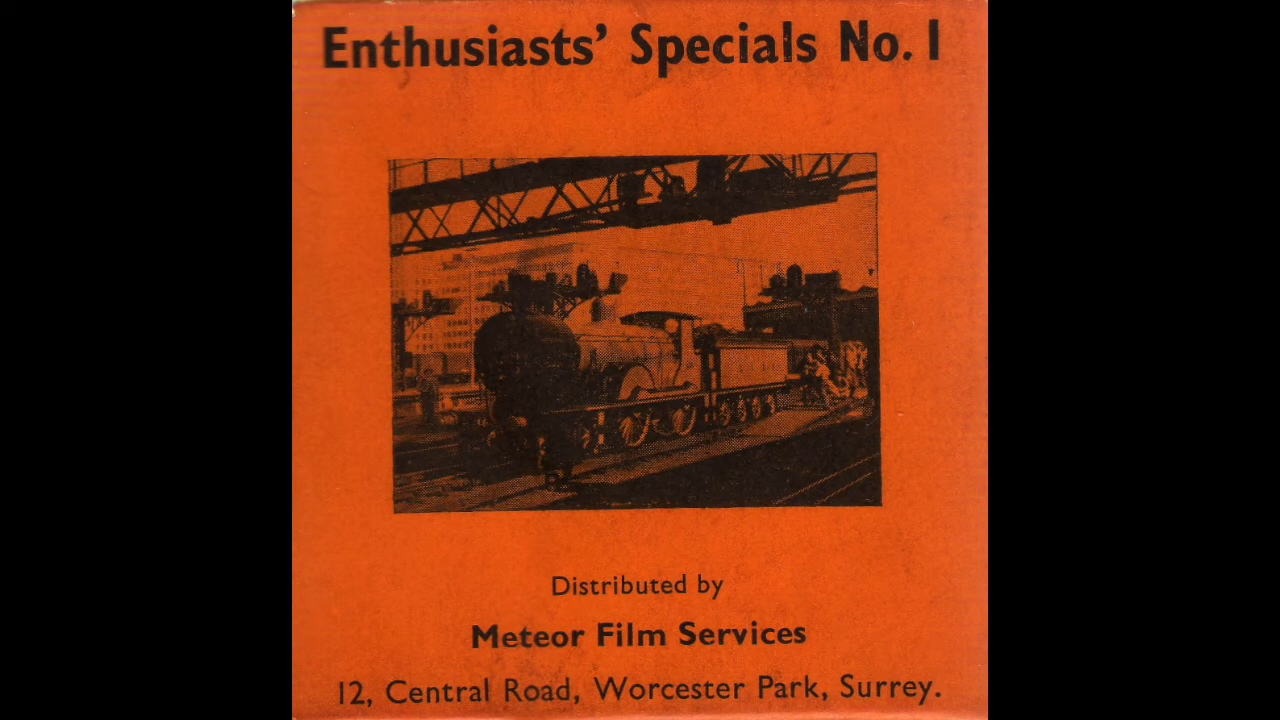 Enthusiasts' Specials No. 1
Distributed by
Meteor Film Services
12, Central Road, Worcester Park, Surrey.